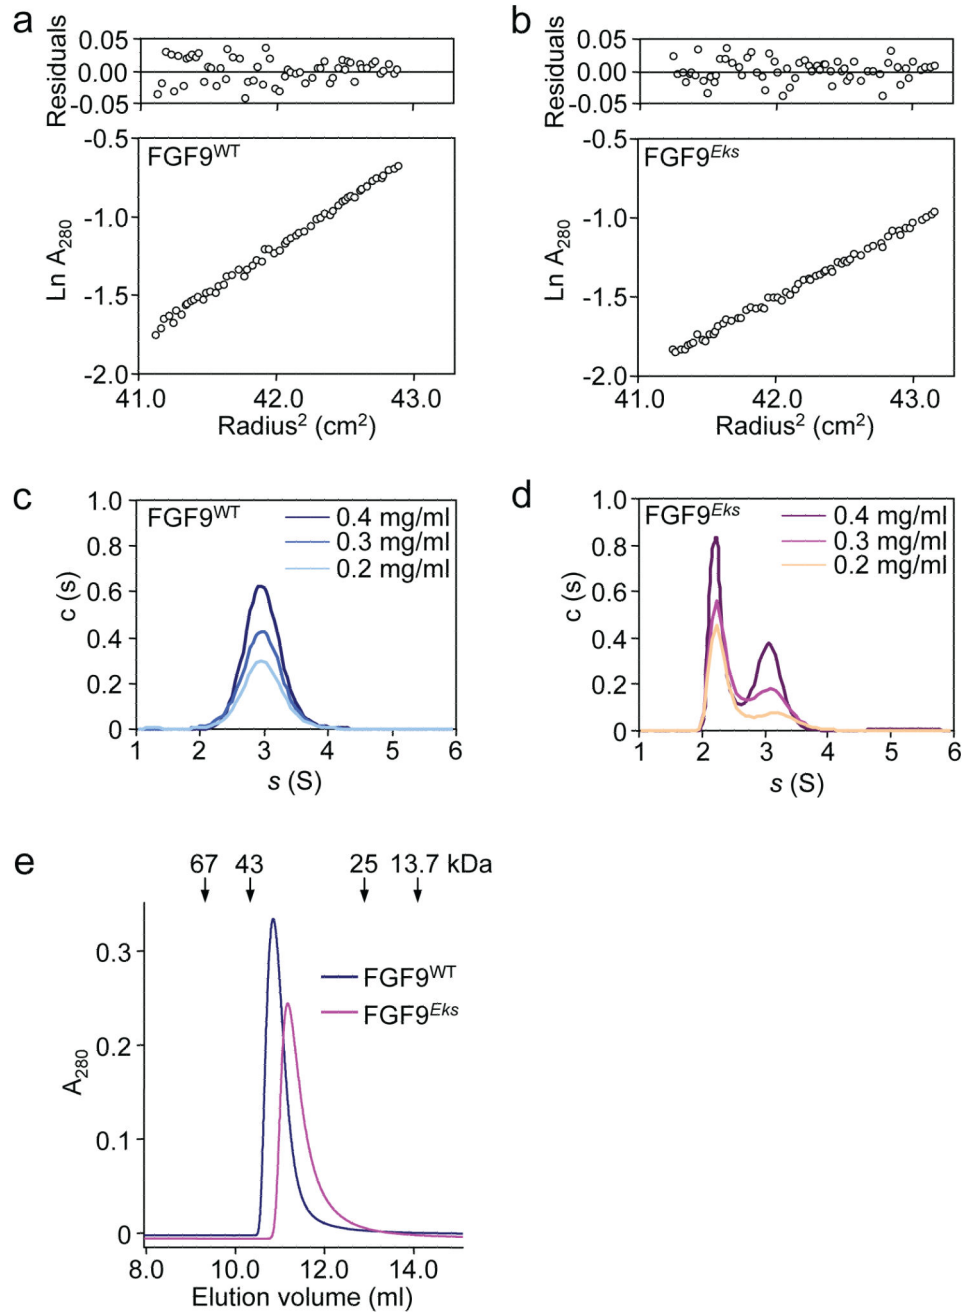 a
Residuals
0.05
0.00
-0.05
FGF9WT
Ln A280
-0.5
-1.0
-1.5
-2.0
41.0 42.0 43.0
Radius2 (cm2)
b
Residuals
0.05
0.00
-0.05
FGF9Eks
Ln A280
-0.5
-1.0
-1.5
-2.0
41.0 42.0 43.0
Radius2 (cm2)
c
FGF9WT
0.4 mg/ml
0.3 mg/ml
0.2 mg/ml
c (s)
1.0
0.8
0.6
0.4
0.2
0
1 2 3 4 5 6
s (S)
d
FGF9Eks
0.4 mg/ml
0.3 mg/ml
0.2 mg/ml
c (s)
1.0
0.8
0.6
0.4
0.2
0
1 2 3 4 5 6
s (S)
e
67 43 25 13.7 kDa
FGF9WT
FGF9Eks
A280
0.3
0.2
0.1
0
8.0 10.0 12.0 14.0
Elution volume (ml)